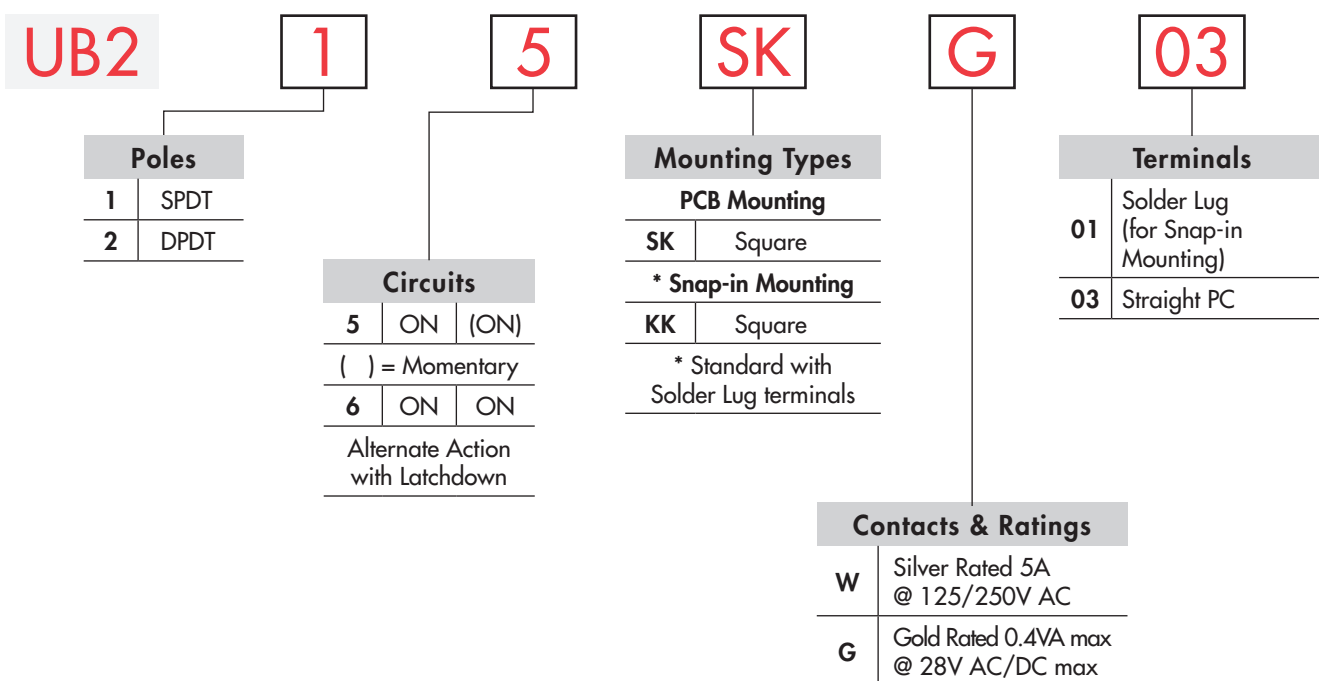 UB2 1 5 SK G 03
Poles
1 SPDT
2 DPDT
Circuits
5 ON (ON)
( ) = Momentary
6 ON ON
Alternate Action
with Latchdown
Mounting Types
PCB Mounting
SK Square
* Snap-in Mounting
KK Square
* Standard with
Solder Lug terminals
Contacts & Ratings
W Silver Rated 5A
@ 125/250V AC
G Gold Rated 0.4VA max
@ 28V AC/DC max
Terminals
01 Solder Lug
(for Snap-in
Mounting)
03 Straight PC